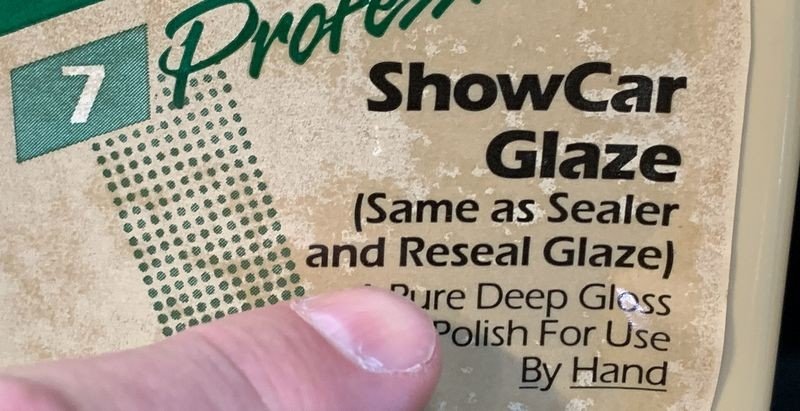 7
ShowCar
Glaze
(Same as Sealer
and Reseal Glaze)
Pure Deep Gloss
Polish For Use
By Hand